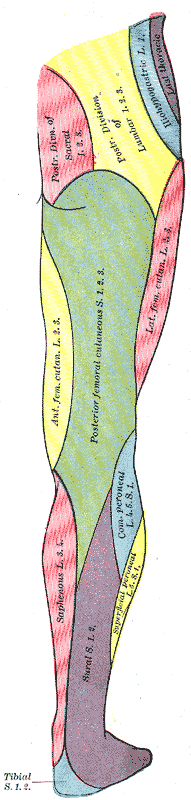 Last thoracic
Iliohypogastric L. 1.
Postr. Division
of
Lumbar 1. 2. 3.
Postr. Divn. of
Sacral
1. 2. 3.
Lat. fem. cutan. L. 2. 3.
Posterior femoral cutaneous S. 1. 2. 3.
Ant. fem. cutan. L. 2. 3.
Com. peroneal
L. 4. 5. S. 1.
Superficial peroneal
L. 5. S. 1.
Saphenous L. 3. 4.
Sural S. 1. 2.
Tibial
S. 1. 2.